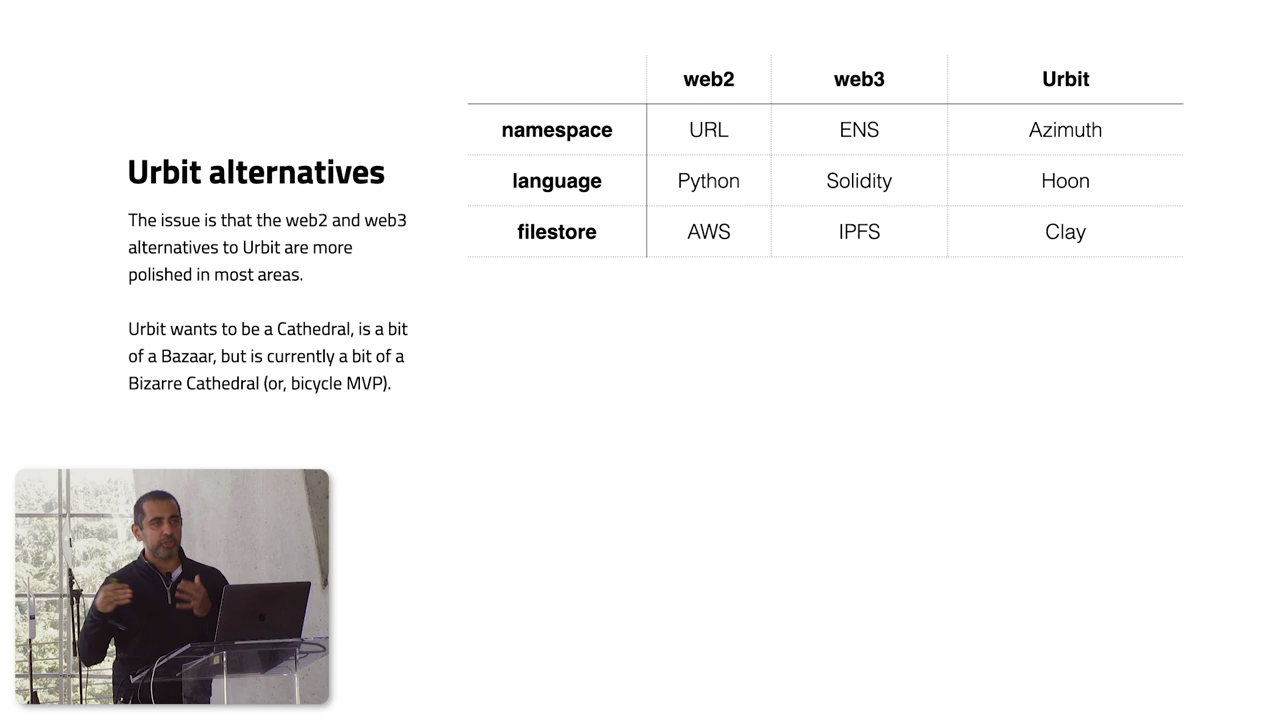 Urbit alternatives
The issue is that the web2 and web3
alternatives to Urbit are more
polished in most areas.
Urbit wants to be a Cathedral, is a bit
of a Bazaar, but is currently a bit of a
Bizarre Cathedral (or, bicycle MVP).
web2 web3 Urbit
namespace URL ENS Azimuth
language Python Solidity Hoon
filestore AWS IPFS Clay